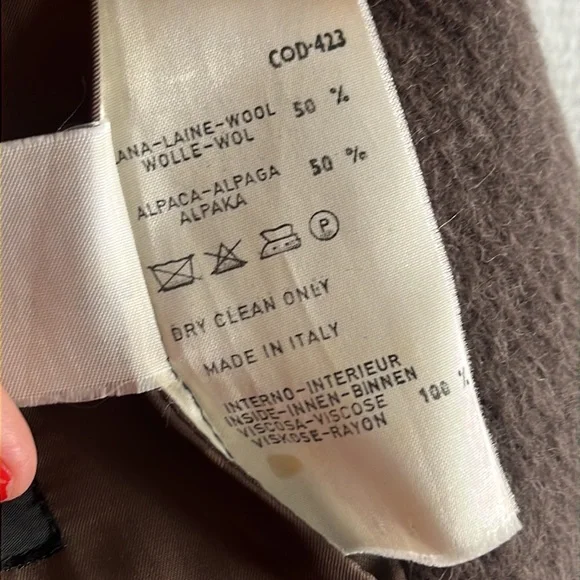 COD·423
LANA-LAINE-WOOL 50 %
WOLLE-WOL
ALPACA-ALPAGA 50 %
ALPAKA
P
DRY CLEAN ONLY
MADE IN ITALY
INTERNO-INTERIEUR
INSIDE-INNEN-BINNEN 100 %
VISCOSA-VISCOSE
VISKOSE-RAYON